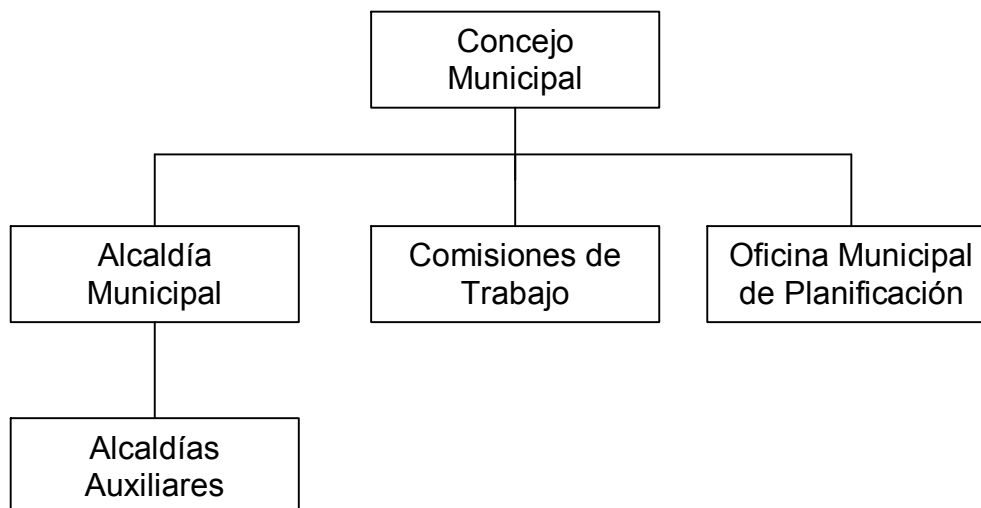 Concejo
Municipal
Alcaldía
Municipal
Comisiones de
Trabajo
Oficina Municipal
de Planificación
Alcaldías
Auxiliares